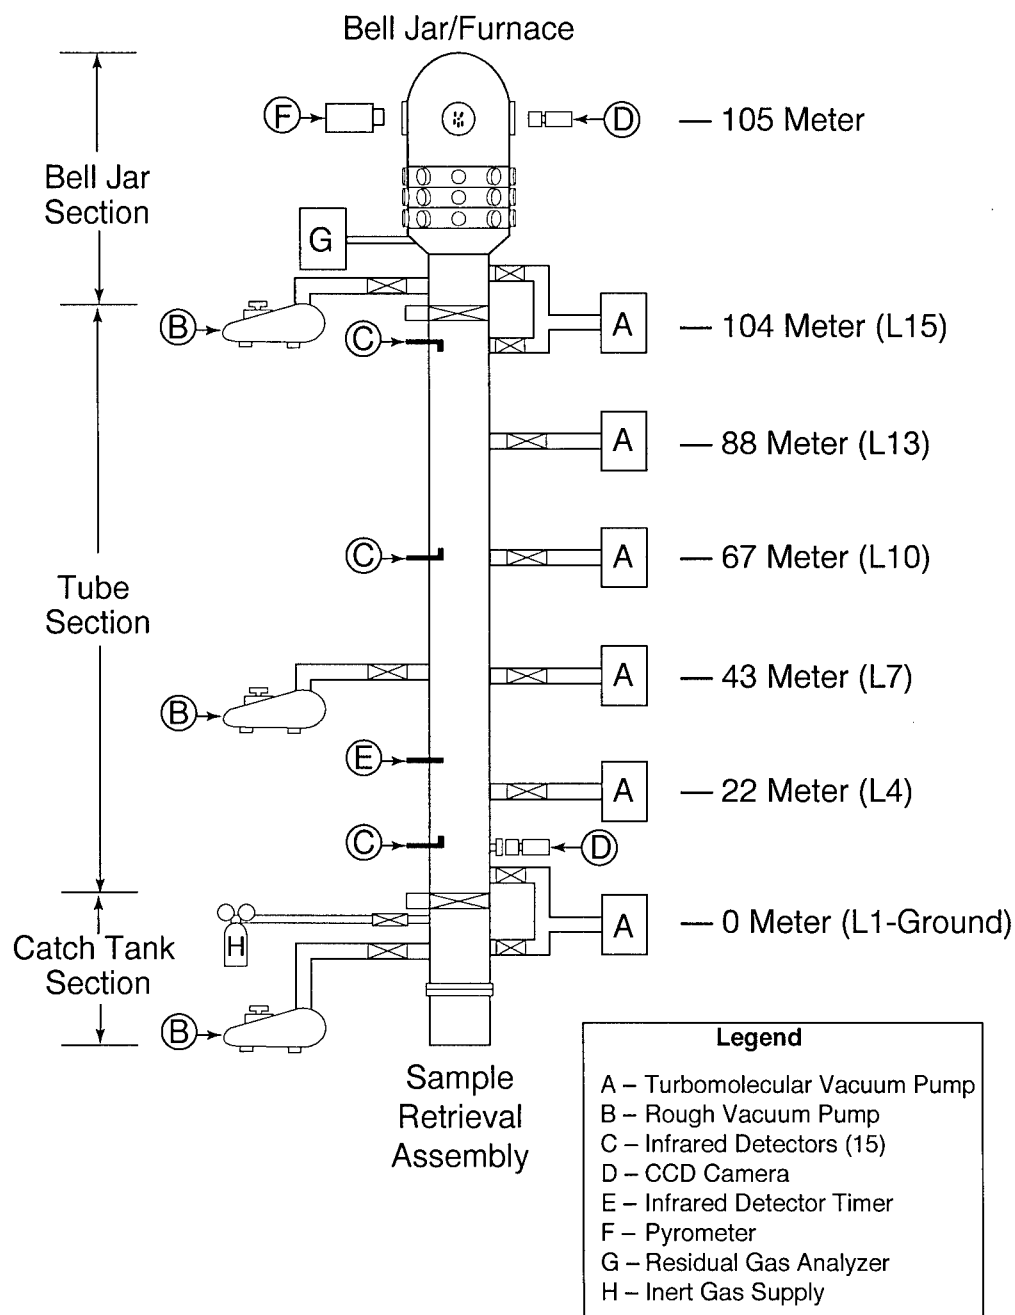 Bell Jar/Furnace
F
D
— 105 Meter
Bell Jar
Section
G
B
C
A
— 104 Meter (L15)
A
— 88 Meter (L13)
C
A
— 67 Meter (L10)
Tube
Section
B
A
— 43 Meter (L7)
E
A
— 22 Meter (L4)
C
D
H
A
— 0 Meter (L1-Ground)
Catch Tank
Section
B
Sample
Retrieval
Assembly
Legend
A – Turbomolecular Vacuum Pump
B – Rough Vacuum Pump
C – Infrared Detectors (15)
D – CCD Camera
E – Infrared Detector Timer
F – Pyrometer
G – Residual Gas Analyzer
H – Inert Gas Supply